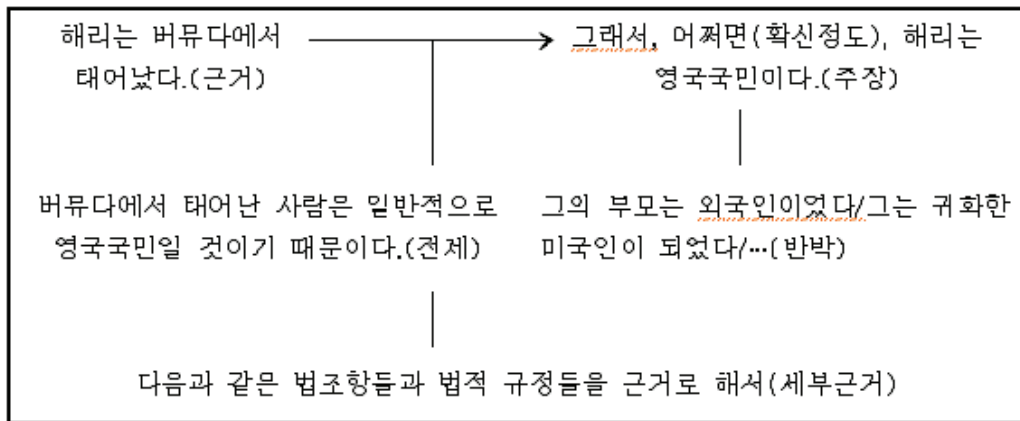 해리는 버뮤다에서
태어났다.(근거)
그래서, 어쩌면(확신정도), 해리는
영국국민이다.(주장)
버뮤다에서 태어난 사람은 일반적으로
영국국민일 것이기 때문이다.(전제)
그의 부모는 외국인이었다/그는 귀화한
미국인이 되었다/…(반박)
다음과 같은 법조항들과 법적 규정들을 근거로 해서(세부근거)